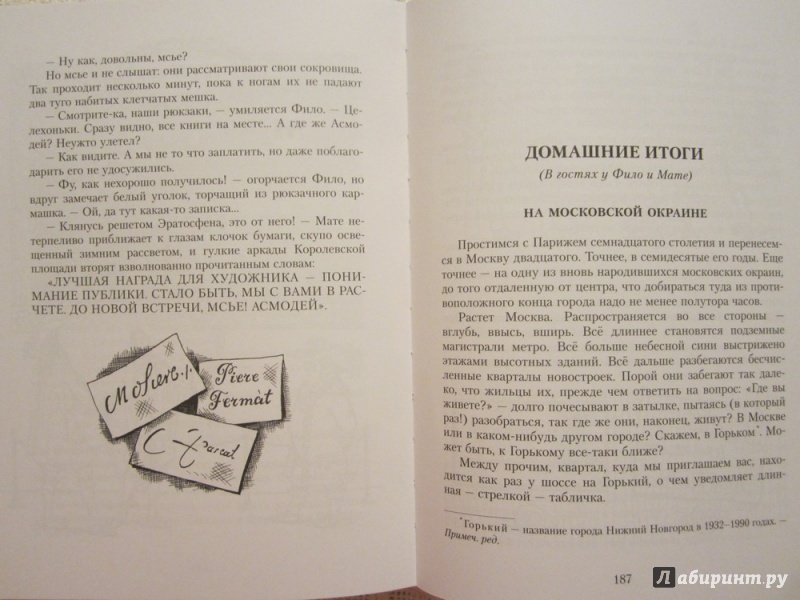 — Ну как, довольны, мсье?
Но мсье и не слышат: они рассматривают свои сокровища.
Так проходит несколько минут, пока к ногам их не падают
два туго набитых клетчатых мешка.
— Смотрите-ка, наши рюкзаки, — умиляется Фило. — Це-
лехоньки. Сразу видно, все книги на месте... А где же Асмо-
дей? Неужто улетел?
— Как видите. А мы не то что заплатить, но даже поблаго-
дарить его не удосужились.
— Фу, как нехорошо получилось! — огорчается Фило, но
вдруг замечает белый уголок, торчащий из рюкзачного кар-
машка. — Ой, да тут какая-то записка...
— Клянусь решетом Эратосфена, это от него! — Мате не-
терпеливо приближает к глазам клочок бумаги, скупо осве-
щенный зимним рассветом, и гулкие аркады Королевской
площади вторят взволнованно прочитанным словам:
«ЛУЧШАЯ НАГРАДА ДЛЯ ХУДОЖНИКА — ПОНИ-
МАНИЕ ПУБЛИКИ. СТАЛО БЫТЬ, МЫ С ВАМИ В РАС-
ЧЕТЕ. ДО НОВОЙ ВСТРЕЧИ, МСЬЕ! АСМОДЕЙ».
Piere
Fermat
ДОМАШНИЕ ИТОГИ
(В гостях у Фило и Мате)
НА МОСКОВСКОЙ ОКРАИНЕ
Простимся с Парижем семнадцатого столетия и перенесем-
ся в Москву двадцатого. Точнее, в семидесятые его годы. Еще
точнее — на одну из вновь народившихся московских окраин,
до того отдаленную от центра, что добираться туда из про-
тивоположного конца города надо не менее полутора часов.
Растет Москва. Распространяется во все стороны —
вглубь, ввысь, вширь. Всё длиннее становятся подземные
магистрали метро. Всё больше небесной сини выстрижено
этажами высотных зданий. Всё дальше разбегаются бесчис-
ленные кварталы новостроек. Порой они забегают так дале-
ко, что жильцы их, прежде чем ответить на вопрос: «Где вы
живете?» — долго почесывают в затылке, пытаясь (в который
раз!) разобраться, так где же они, наконец, живут? В Москве
или в каком-нибудь другом городе? Скажем, в Горьком*. Мо-
жет быть, к Горькому все-таки ближе?
Между прочим, квартал, куда мы приглашаем вас, нахо-
дится как раз у шоссе на Горький, о чем уведомляет длин-
ная — стрелкой — табличка.
* Горький — название города Нижний Новгород в 1932–1990 годах. —
Примеч. ред.
187
Лабиринт.ру